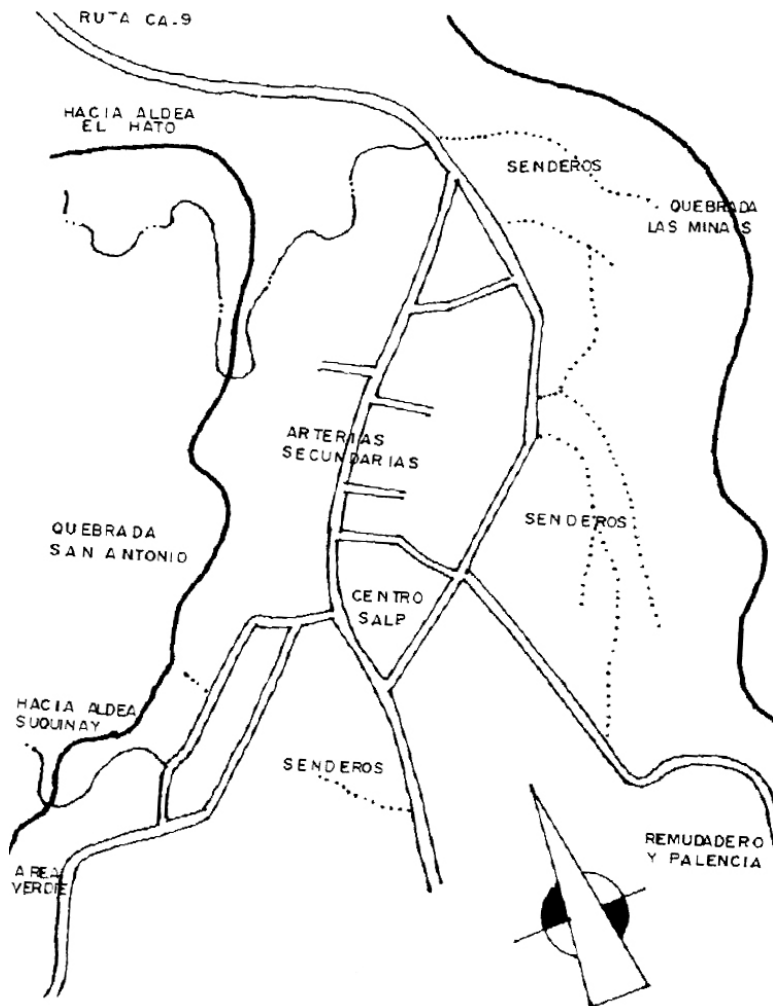 RUTA CA-9
HACIA ALDEA
EL HATO
SENDEROS
QUEBRADA
LAS MINAS
ARTERIAS
SECUNDARIAS
QUEBRADA
SAN ANTONIO
SENDEROS
CENTRO
SALP
HACIA ALDEA
SUQUINAY
SENDEROS
REMUDADERO
Y PALENCIA
AREA
VERDE